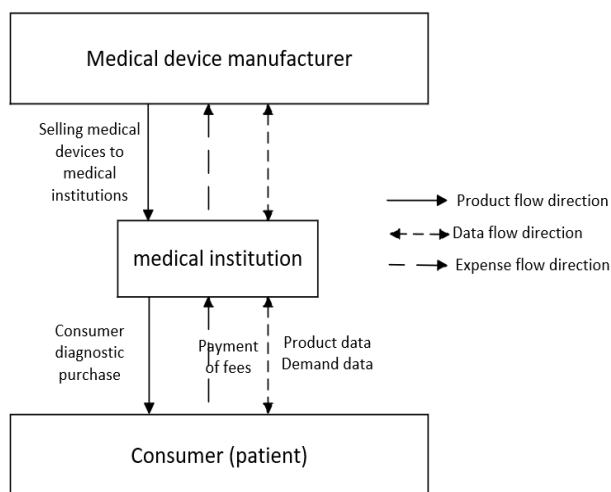 Medical device manufacturer
Selling medical
devices to
medical
institutions
Product flow direction
Data flow direction
Expense flow direction
medical institution
Consumer
diagnostic
purchase
Payment
of fees
Product data
Demand data
Consumer (patient)